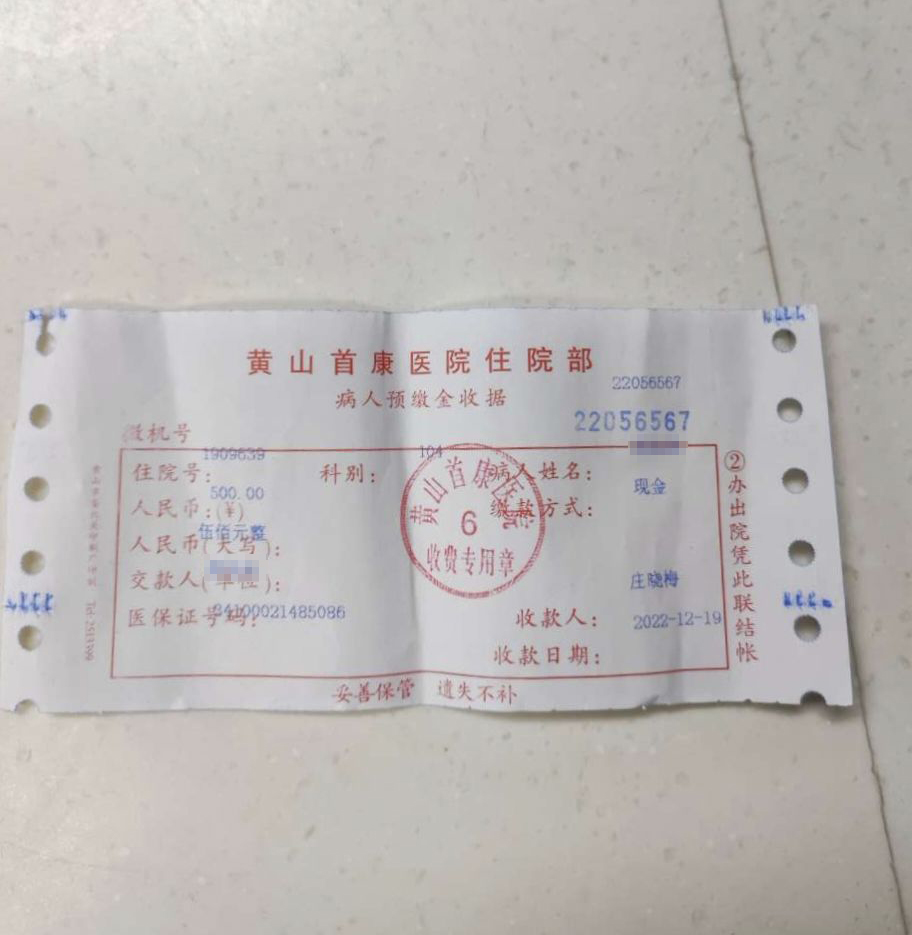 黄山首康医院住院部
22056567
病人预缴金收据
22056567
微机号
住院号: 1909639 科别: 104 病人姓名:
人民币:(¥) 500.00 缴款方式: 现金
人民币(大写): 伍佰元整
交款人(单位):
医保证号码: 34100021485086 收款人: 庄晓梅
收款日期: 2022-12-19
妥善保管 遗失不补
②办出院凭此联结帐
黄山首康医院
6
收费专用章